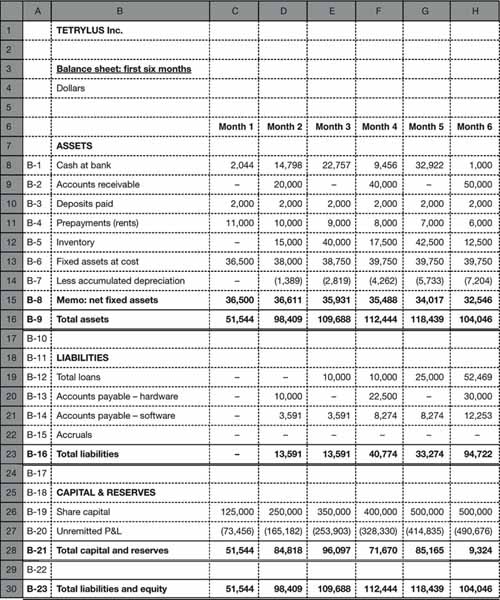 A B C D E F G H
1 TETRYLUS Inc.
2
3 Balance sheet: first six months
4 Dollars
5
6 Month 1 Month 2 Month 3 Month 4 Month 5 Month 6
7 ASSETS
8 B-1 Cash at bank 2,044 14,798 22,757 9,456 32,922 1,000
9 B-2 Accounts receivable – 20,000 – 40,000 – 50,000
10 B-3 Deposits paid 2,000 2,000 2,000 2,000 2,000 2,000
11 B-4 Prepayments (rents) 11,000 10,000 9,000 8,000 7,000 6,000
12 B-5 Inventory – 15,000 40,000 17,500 42,500 12,500
13 B-6 Fixed assets at cost 36,500 38,000 38,750 39,750 39,750 39,750
14 B-7 Less accumulated depreciation – (1,389) (2,819) (4,262) (5,733) (7,204)
15 B-8 Memo: net fixed assets 36,500 36,611 35,931 35,488 34,017 32,546
16 B-9 Total assets 51,544 98,409 109,688 112,444 118,439 104,046
17 B-10
18 B-11 LIABILITIES
19 B-12 Total loans – – 10,000 10,000 25,000 52,469
20 B-13 Accounts payable – hardware – 10,000 – 22,500 – 30,000
21 B-14 Accounts payable – software – 3,591 3,591 8,274 8,274 12,253
22 B-15 Accruals – – – – – –
23 B-16 Total liabilities – 13,591 13,591 40,774 33,274 94,722
24 B-17
25 B-18 CAPITAL & RESERVES
26 B-19 Share capital 125,000 250,000 350,000 400,000 500,000 500,000
27 B-20 Unremitted P&L (73,456) (165,182) (253,903) (328,330) (414,835) (490,676)
28 B-21 Total capital and reserves 51,544 84,818 96,097 71,670 85,165 9,324
29 B-22
30 B-23 Total liabilities and equity 51,544 98,409 109,688 112,444 118,439 104,046